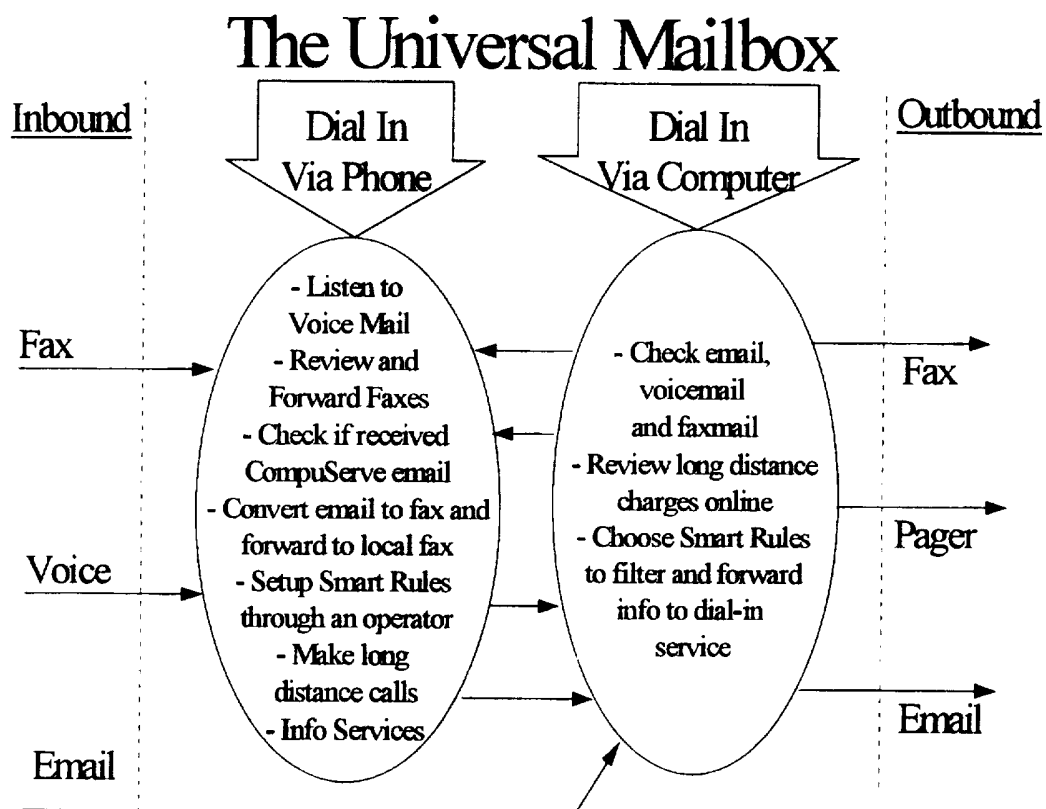 The Universal Mailbox
Inbound
Dial In
Via Phone
Dial In
Via Computer
Outbound
Fax
Voice
Email
- Listen to
Voice Mail
- Review and
Forward Faxes
- Check if received
CompuServe email
- Convert email to fax and
forward to local fax
- Setup Smart Rules
through an operator
- Make long
distance calls
- Info Services
- Check email,
voicemail
and faxmail
- Review long distance
charges online
- Choose Smart Rules
to filter and forward
info to dial-in
service
Fax
Pager
Email